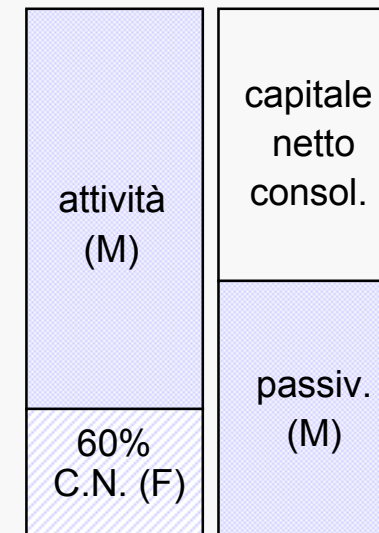 attività
(M)
60%
C.N. (F)
capitale
netto
consol.
passiv.
(M)